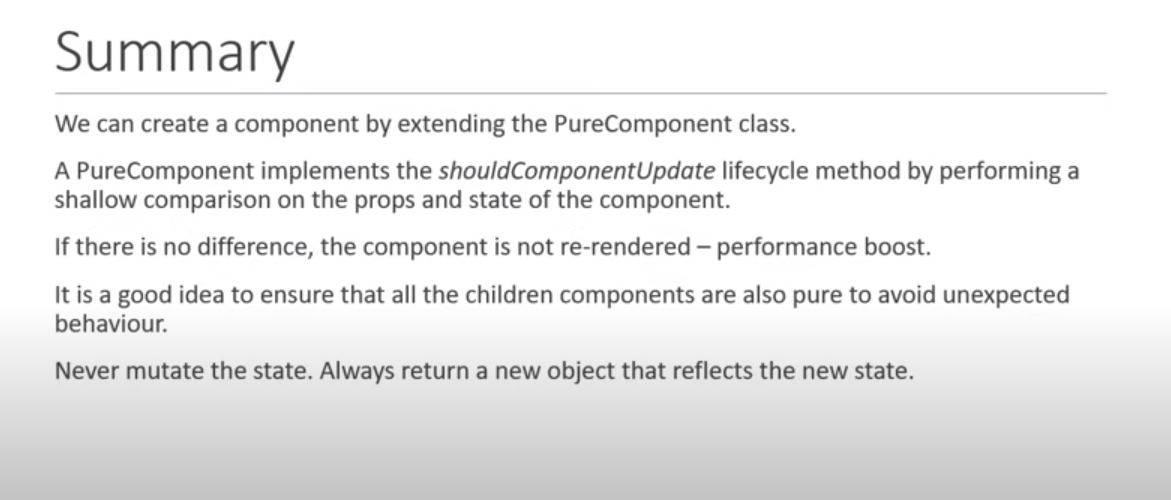 Summary
We can create a component by extending the PureComponent class.
A PureComponent implements the shouldComponentUpdate lifecycle method by performing a
shallow comparison on the props and state of the component.
If there is no difference, the component is not re-rendered – performance boost.
It is a good idea to ensure that all the children components are also pure to avoid unexpected
behaviour.
Never mutate the state. Always return a new object that reflects the new state.